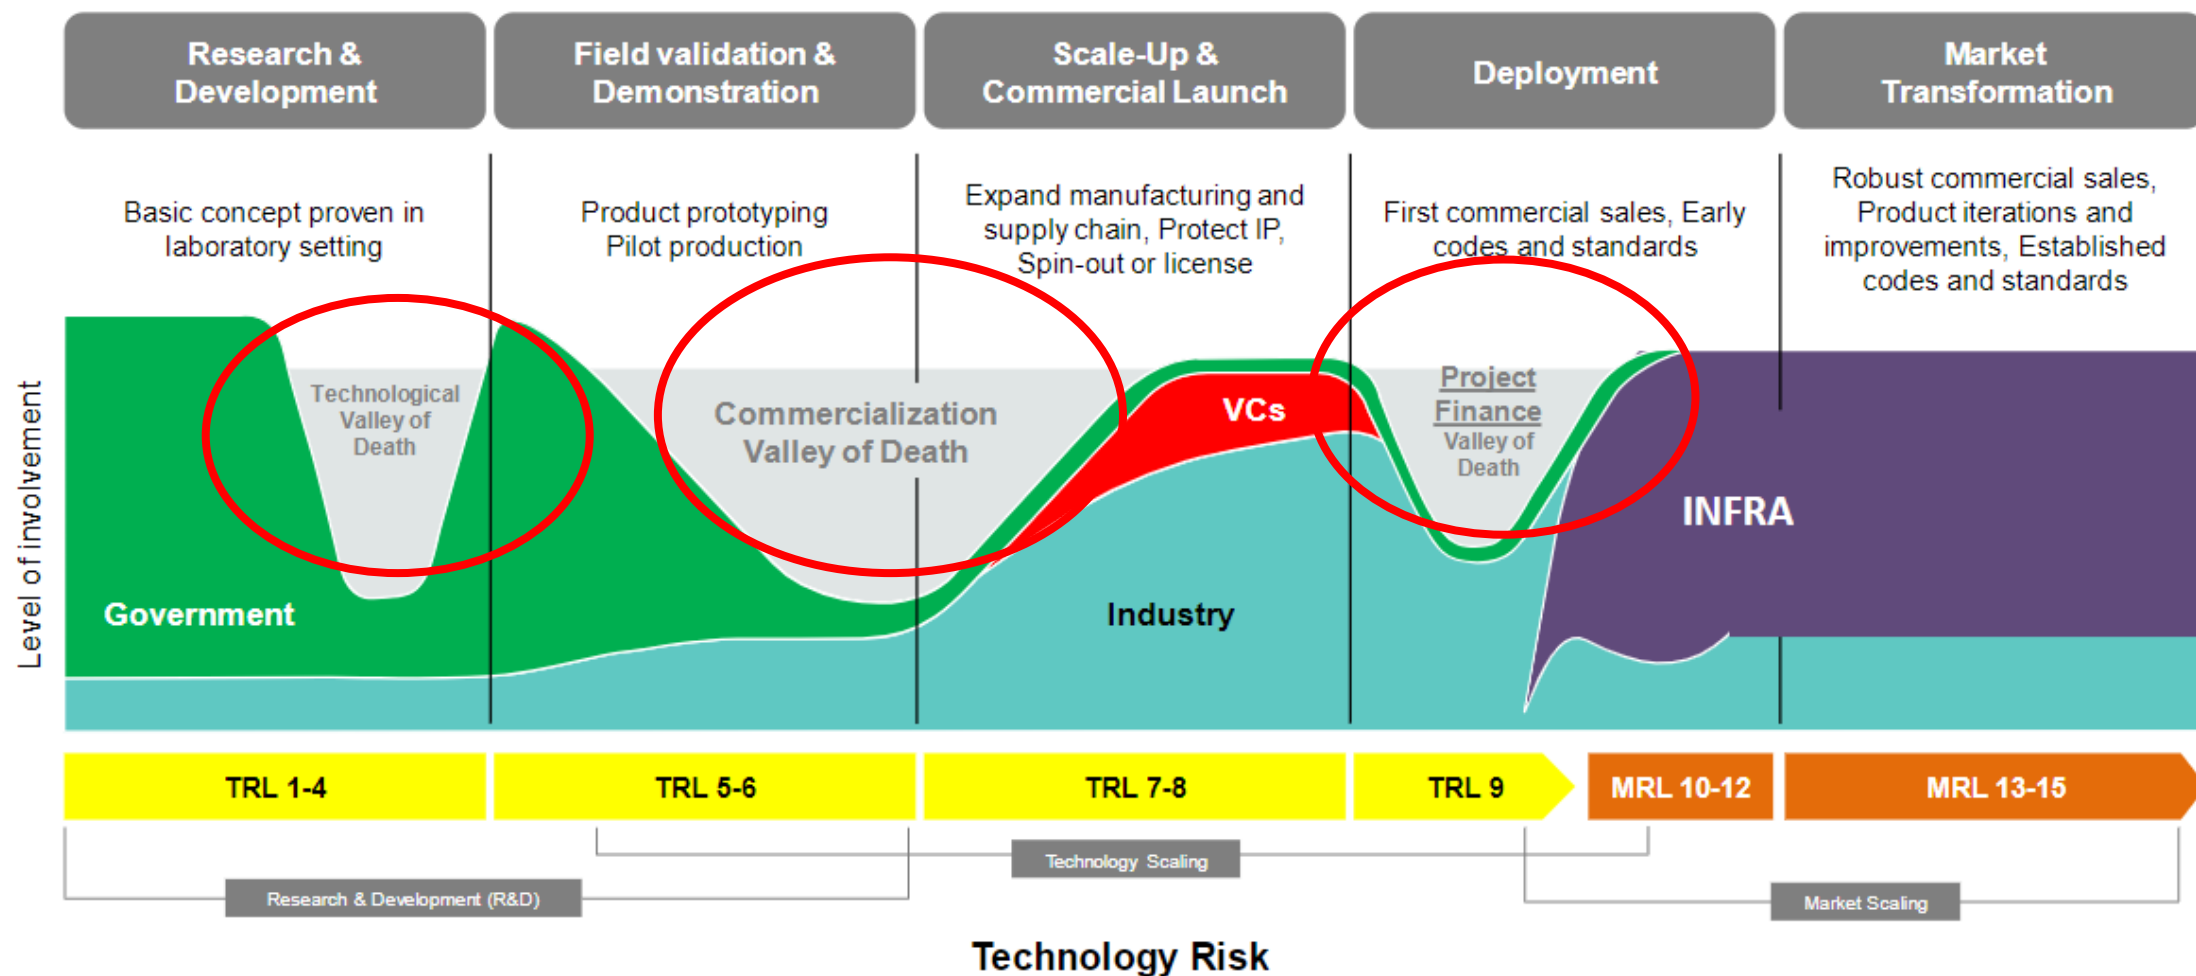 Research &
Development
Field validation &
Demonstration
Scale-Up &
Commercial Launch
Deployment
Market
Transformation
Basic concept proven in
laboratory setting
Product prototyping
Pilot production
Expand manufacturing and
supply chain, Protect IP,
Spin-out or license
First commercial sales, Early
codes and standards
Robust commercial sales,
Product iterations and
improvements, Established
codes and standards
Level of involvement
Technological
Valley of
Death
Commercialization
Valley of Death
VCs
Project
Finance
Valley of
Death
INFRA
Government
Industry
TRL 1-4
TRL 5-6
TRL 7-8
TRL 9
MRL 10-12
MRL 13-15
Technology Scaling
Research & Development (R&D)
Market Scaling
Technology Risk